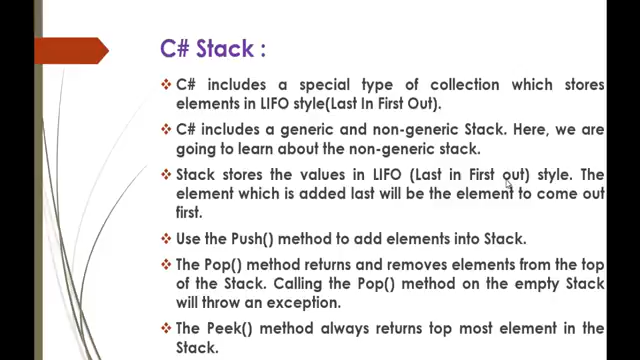 C# Stack :
❖ C# includes a special type of collection which stores
elements in LIFO style(Last In First Out).
❖ C# includes a generic and non-generic Stack. Here, we are
going to learn about the non-generic stack.
❖ Stack stores the values in LIFO (Last in First out) style. The
element which is added last will be the element to come out
first.
❖ Use the Push() method to add elements into Stack.
❖ The Pop() method returns and removes elements from the top
of the Stack. Calling the Pop() method on the empty Stack
will throw an exception.
❖ The Peek() method always returns top most element in the
Stack.